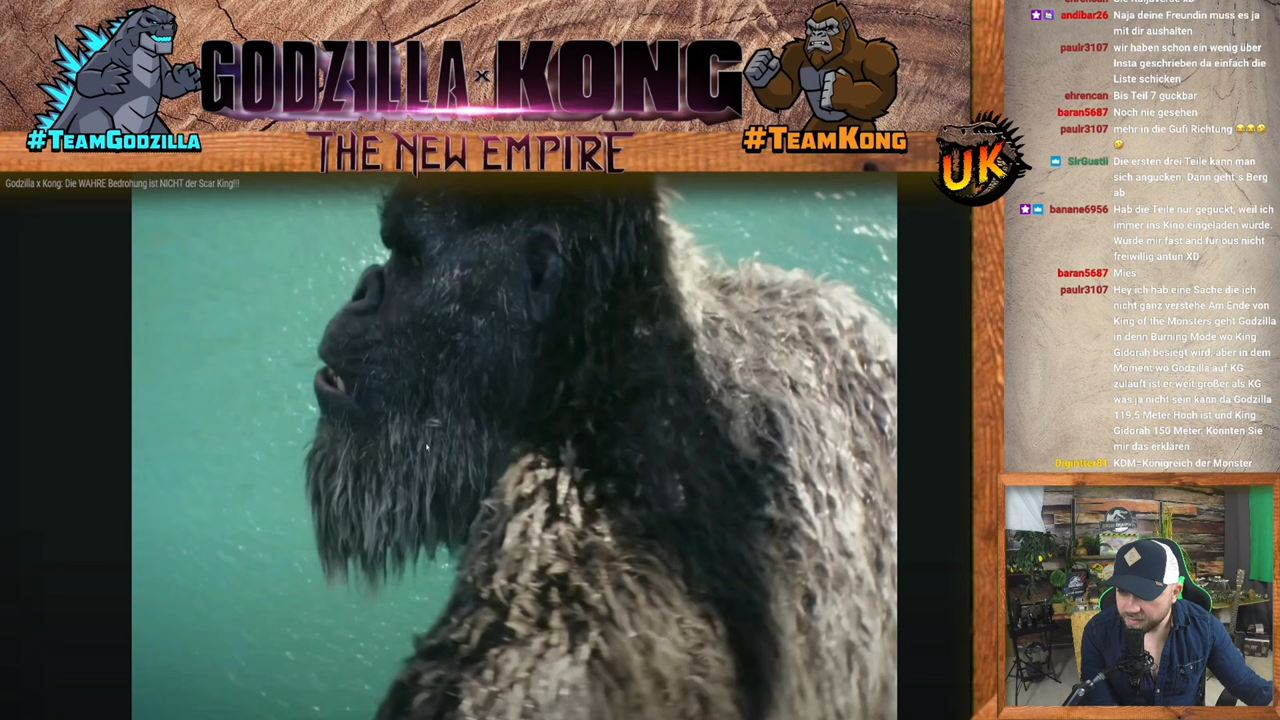 GODZILLA x KONG
THE NEW EMPIRE
#TEAMGODZILLA
#TEAMKONG
UK
Godzilla x Kong: Die WAHRE Bedrohung ist NICHT der Scar King!!!
andibar26 Naja deine Freundin muss es ja
mit dir aushalten
paulr3107 wir haben schon ein wenig über
Insta geschrieben da einfach die
Liste schicken
ehrencan Bis Teil 7 guckbar
baran5687 Noch nie gesehen
paulr3107 mehr in die Gufi Richtung
SirGustii Die ersten drei Teile kann man
sich angucken. Dann geht´s Berg
ab
banane6956 Hab die Teile nur geguckt, weil ich
immer ins Kino eingeladen wurde.
Würde mir fast and furious nicht
freiwillig antun XD
baran5687 Mies
paulr3107 Hey ich hab eine Sache die ich
nicht ganz verstehe Am Ende von
King of the Monsters geht Godzilla
in denn Burning Mode wo King
Gidorah besiegt wird, aber in dem
Moment wo Godzilla auf KG
zuläuft ist er weit größer als KG
was ja nicht sein kann da Godzilla
119,5 Meter Hoch ist und King
Gidorah 150 Meter. Könnten Sie
mir das erklären
KDM=Königreich der Monster